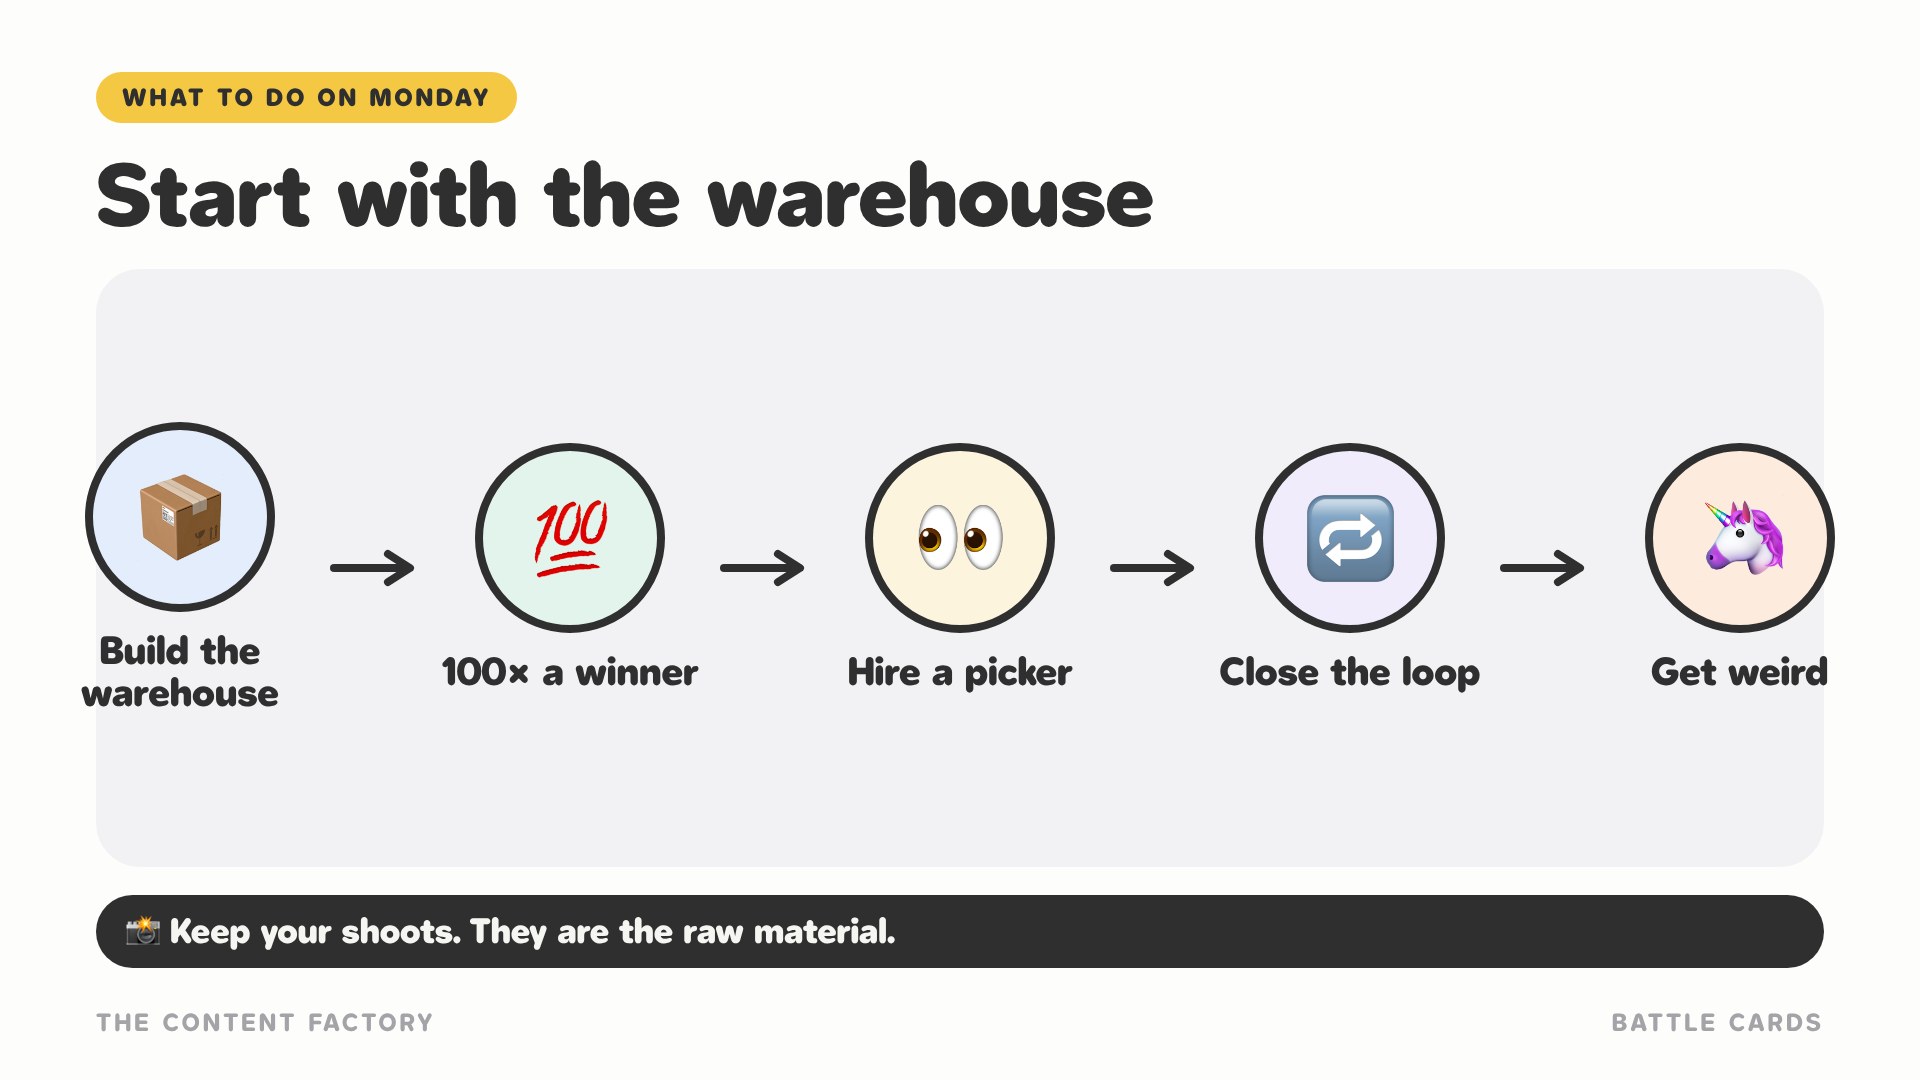 WHAT TO DO ON MONDAY
Start with the warehouse
100
Build the
warehouse
100× a winner
Hire a picker
Close the loop
Get weird
Keep your shoots. They are the raw material.
THE CONTENT FACTORY
BATTLE CARDS